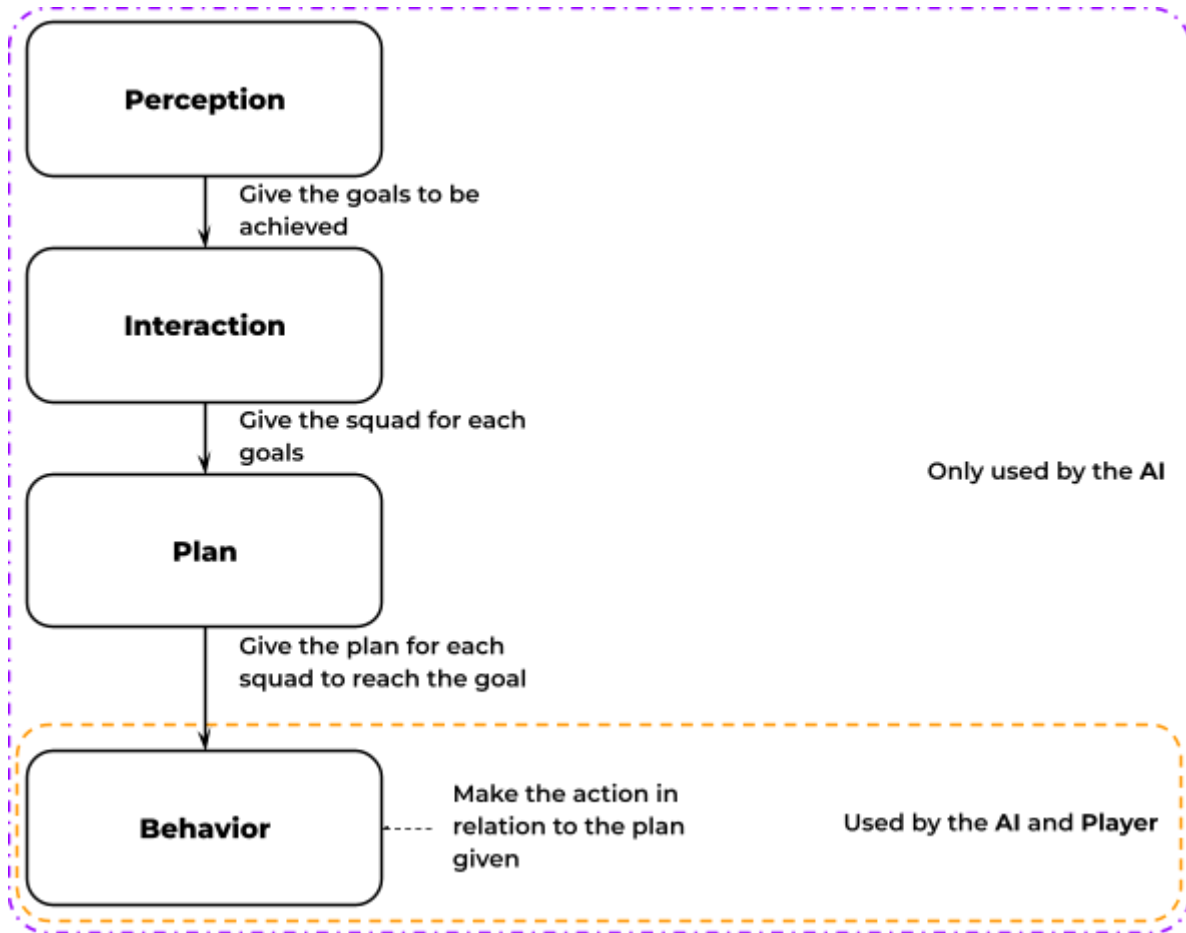 Perception
Give the goals to be
achieved
Interaction
Give the squad for each
goals
Only used by the AI
Plan
Give the plan for each
squad to reach the goal
Behavior
Make the action in
relation to the plan
given
Used by the AI and Player